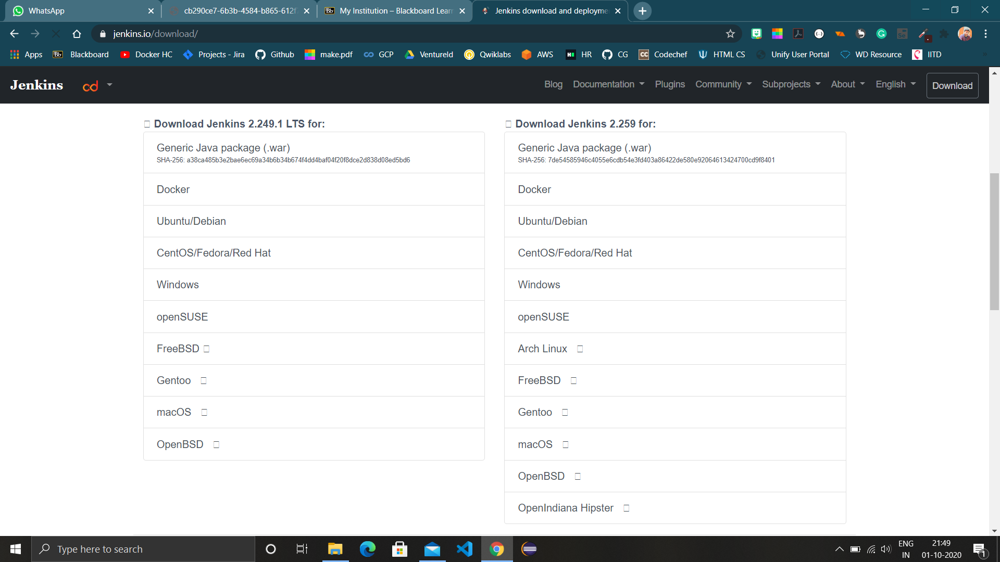 WhatsApp
cb290ce7-6b3b-4584-b865-612f
My Institution – Blackboard Learn
Jenkins download and deployme
jenkins.io/download/
Apps
Blackboard
Docker HC
Projects - Jira
Github
make.pdf
GCP
VentureId
Qwiklabs
AWS
HR
CG
Codechef
HTML CS
Unify User Portal
WD Resource
IITD
Jenkins
cd
Blog
Documentation
Plugins
Community
Subprojects
About
English
Download
Download Jenkins 2.249.1 LTS for:
Generic Java package (.war)
SHA-256: a38ca485b3e2bae6ec69a34b6b34b674f4dd4baf04f20f8dce2d838d08ed5bd6
Docker
Ubuntu/Debian
CentOS/Fedora/Red Hat
Windows
openSUSE
FreeBSD
Gentoo
macOS
OpenBSD
Download Jenkins 2.259 for:
Generic Java package (.war)
SHA-256: 7de54585946c4055e6cdb54e3fd403a86422de580e92064613424700cd9f8401
Docker
Ubuntu/Debian
CentOS/Fedora/Red Hat
Windows
openSUSE
Arch Linux
FreeBSD
Gentoo
macOS
OpenBSD
OpenIndiana Hipster
Type here to search
ENG
IN
21:49
01-10-2020
1